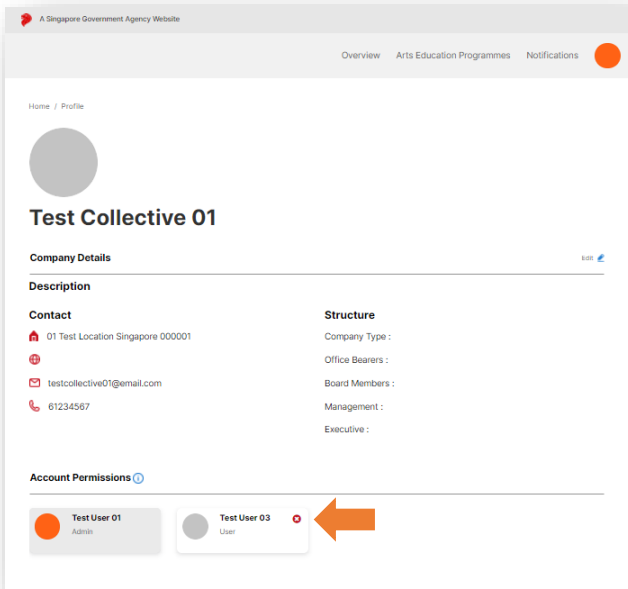 A Singapore Government Agency Website
Overview Arts Education Programmes Notifications
Home / Profile
Test Collective 01
Company Details Edit
Description
Contact Structure
01 Test Location Singapore 000001 Company Type :
Office Bearers :
testcollective01@email.com Board Members :
61234567 Management :
Executive :
Account Permissions
Test User 01 Test User 03
Admin User